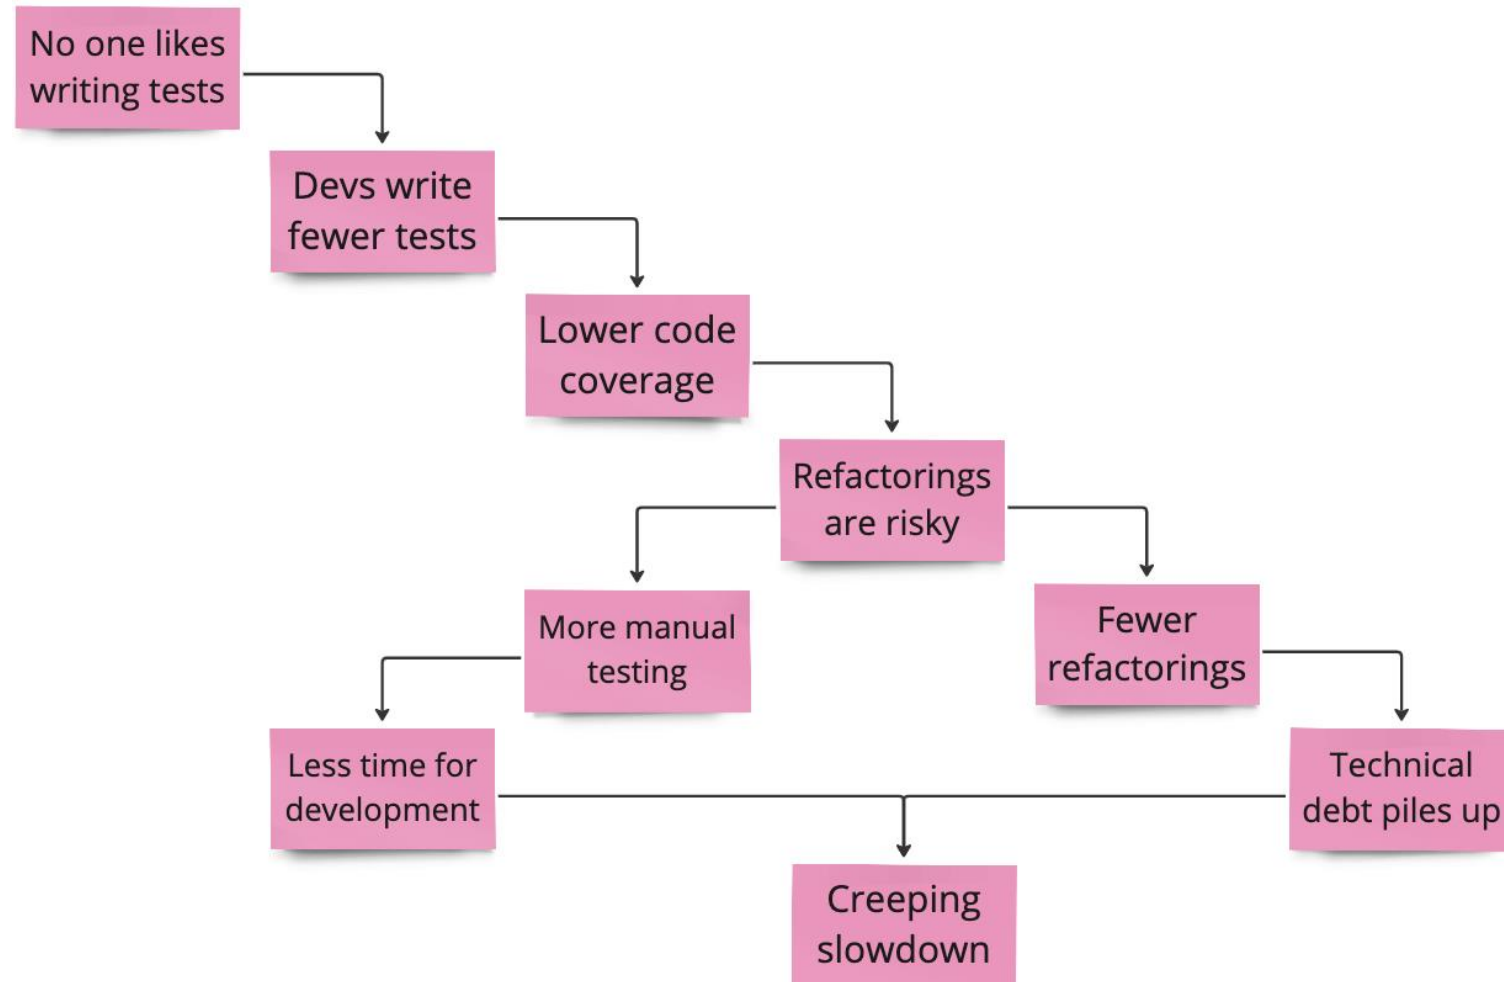 No one likes
writing tests
Devs write
fewer tests
Lower code
coverage
Refactorings
are risky
More manual
testing
Fewer
refactorings
Less time for
development
Technical
debt piles up
Creeping
slowdown